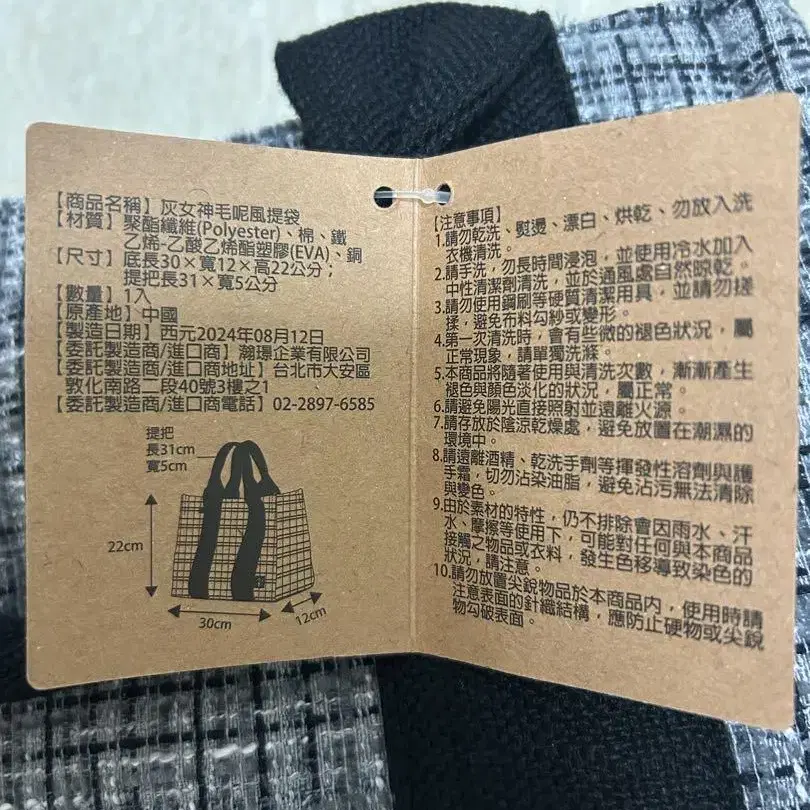 【商品名稱】灰女神毛呢風提袋
【材質】聚酯纖維(Polyester)、棉、鐵
乙烯-乙酸乙烯酯塑膠(EVA)、銅
【尺寸】底長30×寬12×高22公分；
提把長31×寬5公分
【數量】1入
【原產地】中國
【製造日期】西元2024年08月12日
【委託製造商/進口商】瀚璟企業有限公司
【委託製造商/進口商地址】台北市大安區
敦化南路二段40號3樓之1
【委託製造商/進口商電話】02-2897-6585
提把
長31cm
寬5cm
22cm
30cm
12cm
【注意事項】
1.請勿乾洗、熨燙、漂白、烘乾、勿放入洗
衣機清洗。
2.請手洗，勿長時間浸泡，並使用冷水加入
中性清潔劑清洗，並於通風處自然晾乾。
3.請勿使用鋼刷等硬質清潔用具，並請勿搓
揉，避免布料勾紗或變形。
4.第一次清洗時，會有些微的褪色狀況，屬
正常現象，請單獨洗滌。
5.本商品將隨著使用與清洗次數，漸漸產生
褪色與顏色淡化的狀況，屬正常。
6.請避免陽光直接照射並遠離火源。
7.請存放於陰涼乾燥處，避免放置在潮濕的
環境中。
8.請遠離酒精、乾洗手劑等揮發性溶劑與護
手霜，切勿沾染油脂，避免沾污無法清除
與變色。
9.由於素材的特性，仍不排除會因雨水、汗
水、摩擦等使用下，可能對任何與本商品
接觸之物品或衣料，發生色移導致染色的
狀況，請注意。
10.請勿放置尖銳物品於本商品內，使用時請
注意表面的針織結構，應防止硬物或尖銳
物勾破表面。